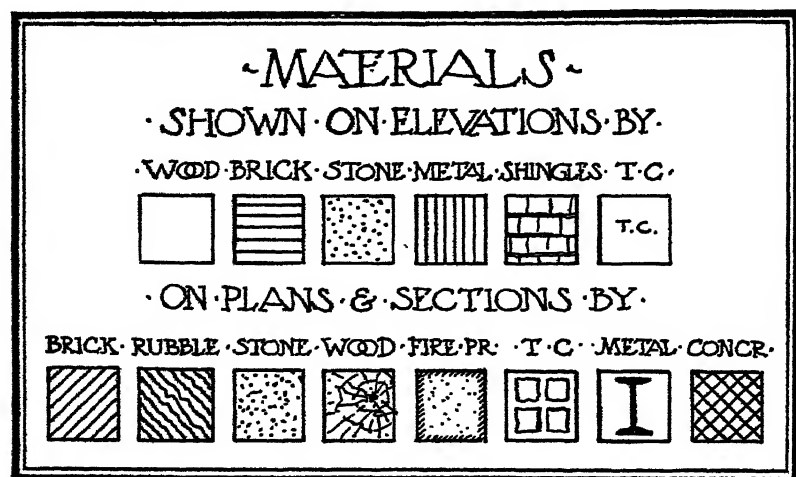 ~MATERIALS~
·SHOWN·ON·ELEVATIONS·BY·
·WOOD·BRICK·STONE·METAL·SHINGLES·T·C·
T.C.
·ON·PLANS·&·SECTIONS·BY·
BRICK·RUBBLE·STONE·WOOD·FIRE·PR. ·T·C· METAL·CONCR·